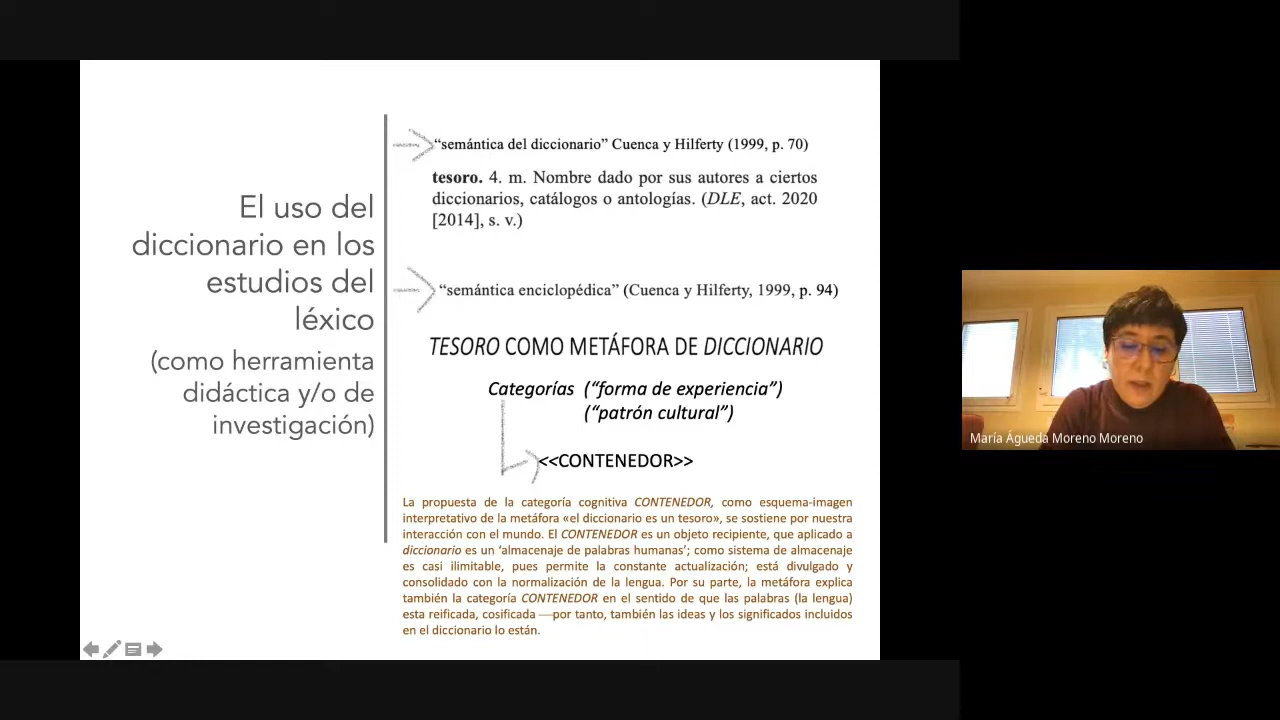 El uso del
diccionario en los
estudios del
léxico
(como herramienta
didáctica y/o de
investigación)
“semántica del diccionario” Cuenca y Hilferty (1999, p. 70)
tesoro. 4. m. Nombre dado por sus autores a ciertos
diccionarios, catálogos o antologías. (DLE, act. 2020
[2014], s. v.)
“semántica enciclopédica” (Cuenca y Hilferty, 1999, p. 94)
TESORO COMO METÁFORA DE DICCIONARIO
Categorías (“forma de experiencia”)
(“patrón cultural”)
<<CONTENEDOR>>
La propuesta de la categoría cognitiva CONTENEDOR, como esquema-imagen
interpretativo de la metáfora «el diccionario es un tesoro», se sostiene por nuestra
interacción con el mundo. El CONTENEDOR es un objeto recipiente, que aplicado a
diccionario es un ‘almacenaje de palabras humanas’; como sistema de almacenaje
es casi ilimitable, pues permite la constante actualización; está divulgado y
consolidado con la normalización de la lengua. Por su parte, la metáfora explica
también la categoría CONTENEDOR en el sentido de que las palabras (la lengua)
esta reificada, cosificada —por tanto, también las ideas y los significados incluidos
en el diccionario lo están.
María Águeda Moreno Moreno